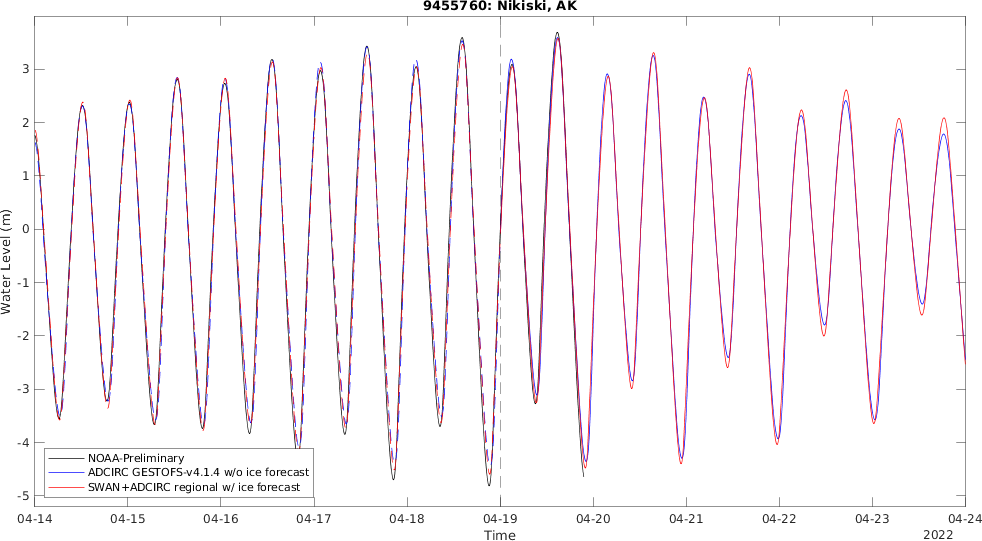 9455760: Nikiski, AK
Water Level (m)
3
2
1
0
-1
-2
-3
-4
-5
NOAA-Preliminary
ADCIRC GESTOFS-v4.1.4 w/o ice forecast
SWAN+ADCIRC regional w/ ice forecast
04-14 04-15 04-16 04-17 04-18 04-19 04-20 04-21 04-22 04-23 04-24
Time
2022